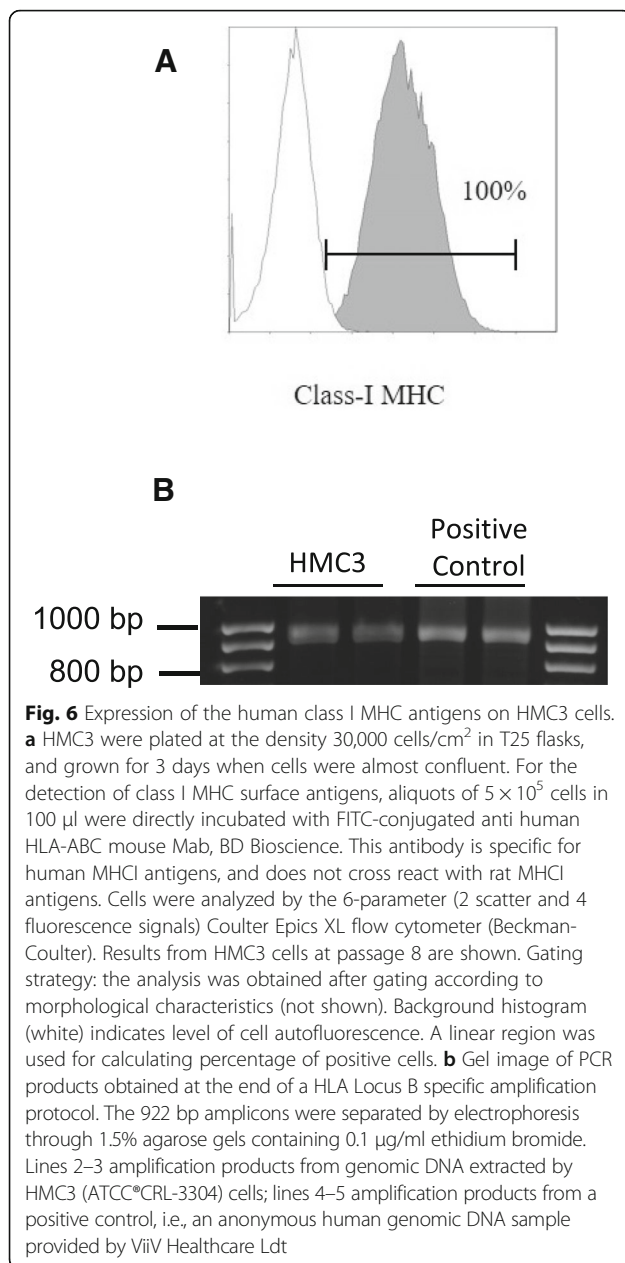 A
100%
Class-I MHC
B
HMC3
Positive
Control
1000 bp
800 bp
Fig. 6 Expression of the human class I MHC antigens on HMC3 cells.
a HMC3 were plated at the density 30,000 cells/cm² in T25 flasks,
and grown for 3 days when cells were almost confluent. For the
detection of class I MHC surface antigens, aliquots of 5 × 10⁵ cells in
100 μl were directly incubated with FITC-conjugated anti human
HLA-ABC mouse Mab, BD Bioscience. This antibody is specific for
human MHCI antigens, and does not cross react with rat MHCI
antigens. Cells were analyzed by the 6-parameter (2 scatter and 4
fluorescence signals) Coulter Epics XL flow cytometer (Beckman-
Coulter). Results from HMC3 cells at passage 8 are shown. Gating
strategy: the analysis was obtained after gating according to
morphological characteristics (not shown). Background histogram
(white) indicates level of cell autofluorescence. A linear region was
used for calculating percentage of positive cells. b Gel image of PCR
products obtained at the end of a HLA Locus B specific amplification
protocol. The 922 bp amplicons were separated by electrophoresis
through 1.5% agarose gels containing 0.1 μg/ml ethidium bromide.
Lines 2–3 amplification products from genomic DNA extracted by
HMC3 (ATCC®CRL-3304) cells; lines 4–5 amplification products from a
positive control, i.e., an anonymous human genomic DNA sample
provided by ViiV Healthcare Ldt